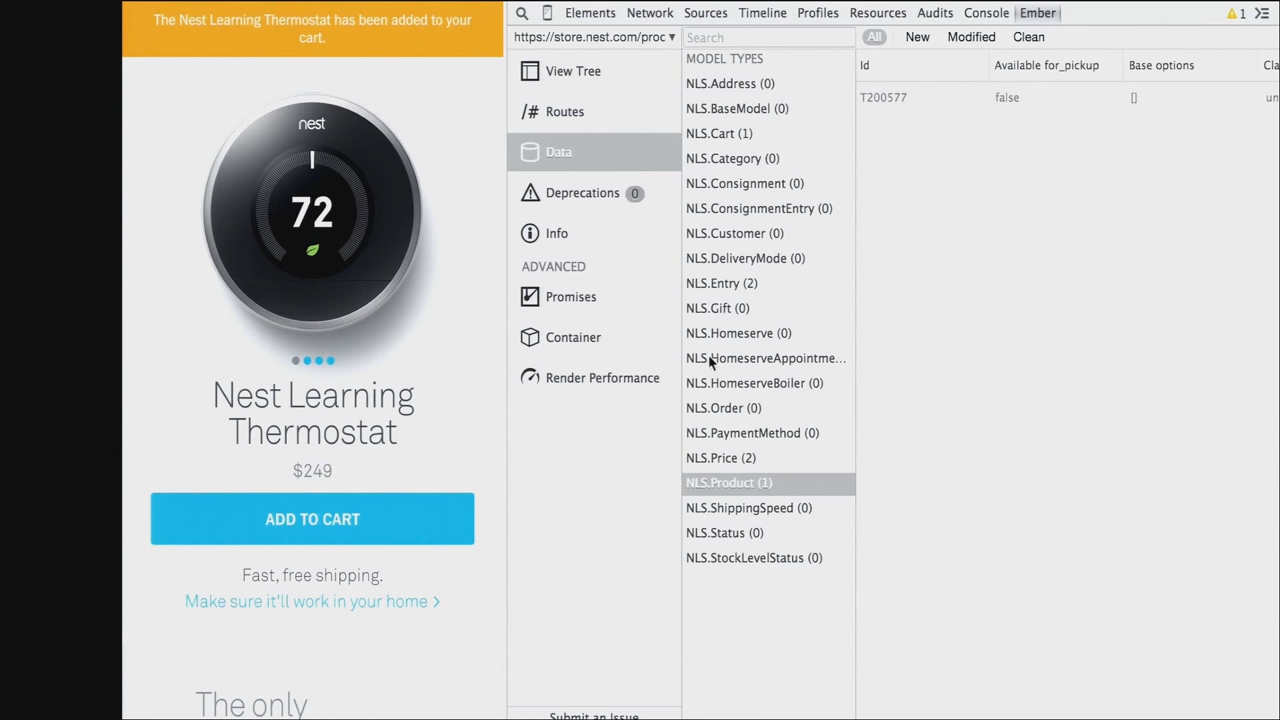 The Nest Learning Thermostat has been added to your
cart.
nest
72
Nest Learning
Thermostat
$249
ADD TO CART
Fast, free shipping.
Make sure it'll work in your home >
The only
Elements Network Sources Timeline Profiles Resources Audits Console Ember 1
https://store.nest.com/proc
View Tree
/# Routes
Data
Deprecations 0
Info
ADVANCED
Promises
Container
Render Performance
Submit an Issue
Search
MODEL TYPES
NLS.Address (0)
NLS.BaseModel (0)
NLS.Cart (1)
NLS.Category (0)
NLS.Consignment (0)
NLS.ConsignmentEntry (0)
NLS.Customer (0)
NLS.DeliveryMode (0)
NLS.Entry (2)
NLS.Gift (0)
NLS.Homeserve (0)
NLS.HomeserveAppointme...
NLS.HomeserveBoiler (0)
NLS.Order (0)
NLS.PaymentMethod (0)
NLS.Price (2)
NLS.Product (1)
NLS.ShippingSpeed (0)
NLS.Status (0)
NLS.StockLevelStatus (0)
All New Modified Clean
Id Available for_pickup Base options Cla
T200577 false [] un